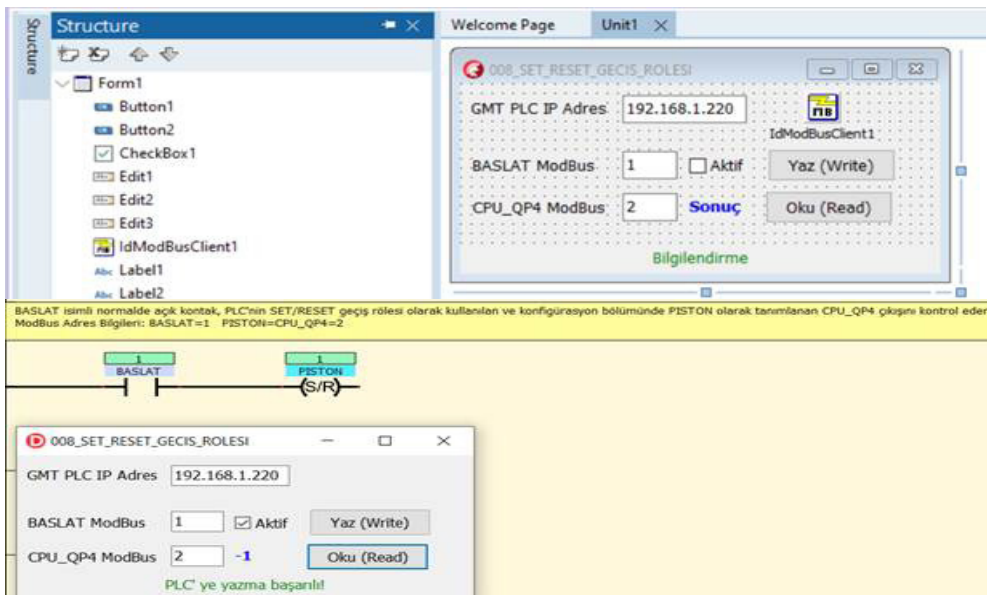 Structure
Structure
Form1
Button1
Button2
CheckBox1
Edit1
Edit2
Edit3
IdModBusClient1
Abc Label1
Abc Label2
Welcome Page Unit1
008_SET_RESET_GECIS_ROLESI
GMT PLC IP Adres 192.168.1.220
IdModBusClient1
BASLAT ModBus 1 Aktif Yaz (Write)
CPU_QP4 ModBus 2 Sonuç Oku (Read)
Bilgilendirme
BASLAT isimli normalde açık kontak, PLC'nin SET/RESET geçiş rölesi olarak kullanılan ve konfigürasyon bölümünde PISTON olarak tanımlanan CPU_QP4 çıkışını kontrol eder
ModBus Adres Bilgileri: BASLAT=1 PISTON=CPU_QP4=2
1 1
BASLAT PISTON
(S/R)
008_SET_RESET_GECIS_ROLESI
GMT PLC IP Adres 192.168.1.220
BASLAT ModBus 1 Aktif Yaz (Write)
CPU_QP4 ModBus 2 -1 Oku (Read)
PLC' ye yazma başarılı!